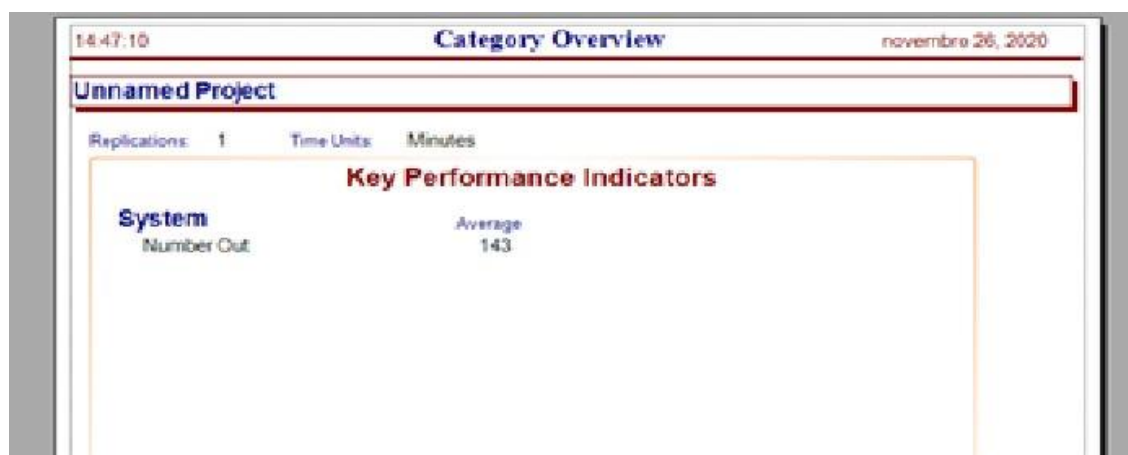 14:47:10 Category Overview novembro 26, 2020
Unnamed Project
Replications: 1 Time Units: Minutes
Key Performance Indicators
System Average
Number Out 143